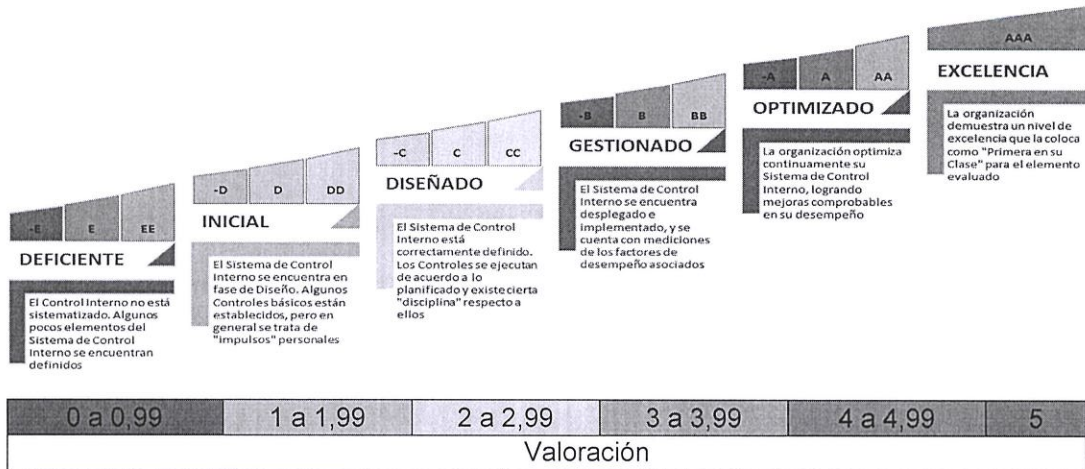 -E E EE
DEFICIENTE
El Control Interno no está
sistematizado. Algunos
pocos elementos del
Sistema de Control
Interno se encuentran
definidos
-D D DD
INICIAL
El Sistema de Control
Interno se encuentra en
fase de Diseño. Algunos
Controles básicos están
establecidos, pero en
general se trata de
"impulsos" personales
-C C CC
DISEÑADO
El Sistema de Control
Interno está
correctamente definido.
Los Controles se ejecutan
de acuerdo a lo
planificado y existe cierta
"disciplina" respecto a
ellos
-B B BB
GESTIONADO
El Sistema de Control
Interno se encuentra
desplegado e
implementado, y se
cuenta con mediciones
de los factores de
desempeño asociados
-A A AA
OPTIMIZADO
La organización optimiza
continuamente su
Sistema de Control
Interno, logrando
mejoras comprobables
en su desempeño
AAA
EXCELENCIA
La organización
demuestra un nivel de
excelencia que la coloca
como "Primera en su
Clase" para el elemento
evaluado
0 a 0,99 1 a 1,99 2 a 2,99 3 a 3,99 4 a 4,99 5
Valoración